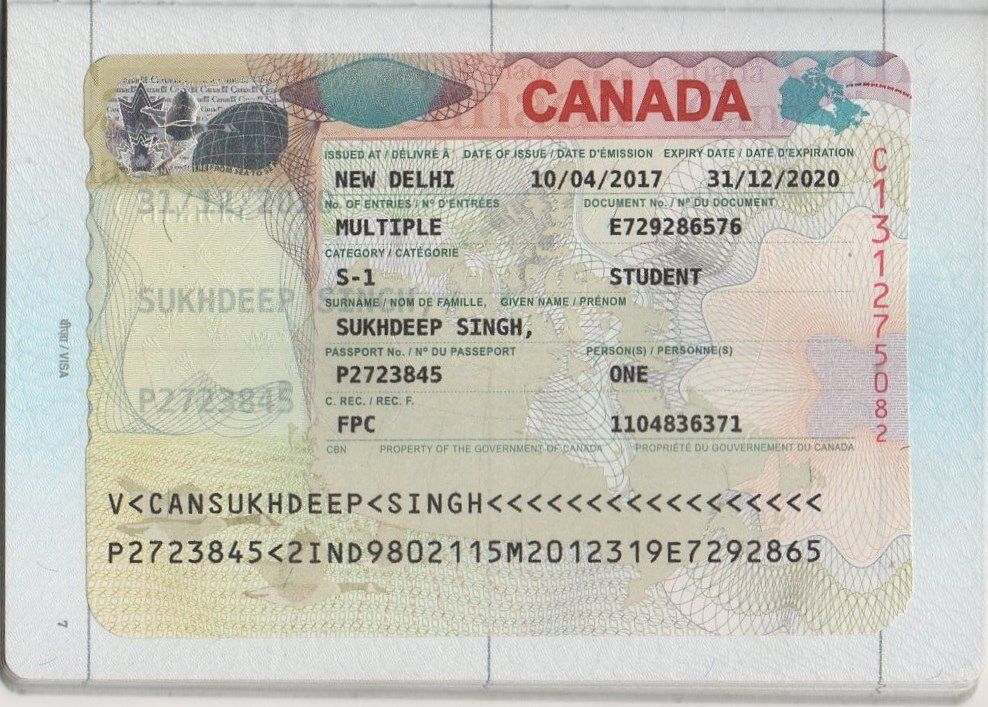 CANADA
ISSUED AT / DÉLIVRÉ À DATE OF ISSUE / DATE D'ÉMISSION EXPIRY DATE / DATE D'EXPIRATION
NEW DELHI 10/04/2017 31/12/2020
No. OF ENTRIES / Nº D'ENTRÉES DOCUMENT No. / Nº DU DOCUMENT
MULTIPLE E729286576
CATEGORY / CATÉGORIE
S-1 STUDENT
SURNAME / NOM DE FAMILLE, GIVEN NAME / PRÉNOM
SUKHDEEP SINGH,
PASSPORT No. / Nº DU PASSEPORT PERSON(S) / PERSONNE(S)
P2723845 ONE
C. REC. / REC. F.
FPC 1104836371
CBN PROPERTY OF THE GOVERNMENT OF CANADA PROPRIÉTÉ DU GOUVERNEMENT DU CANADA
V<CANSUKHDEEP<SINGH<<<<<<<<<<<<<<<<<
P2723845<2IND9802115M2012319E7292865
C131275082
31/12/202
SUKHDEEP SINGH,
P2723845
वीजा / VISA
7